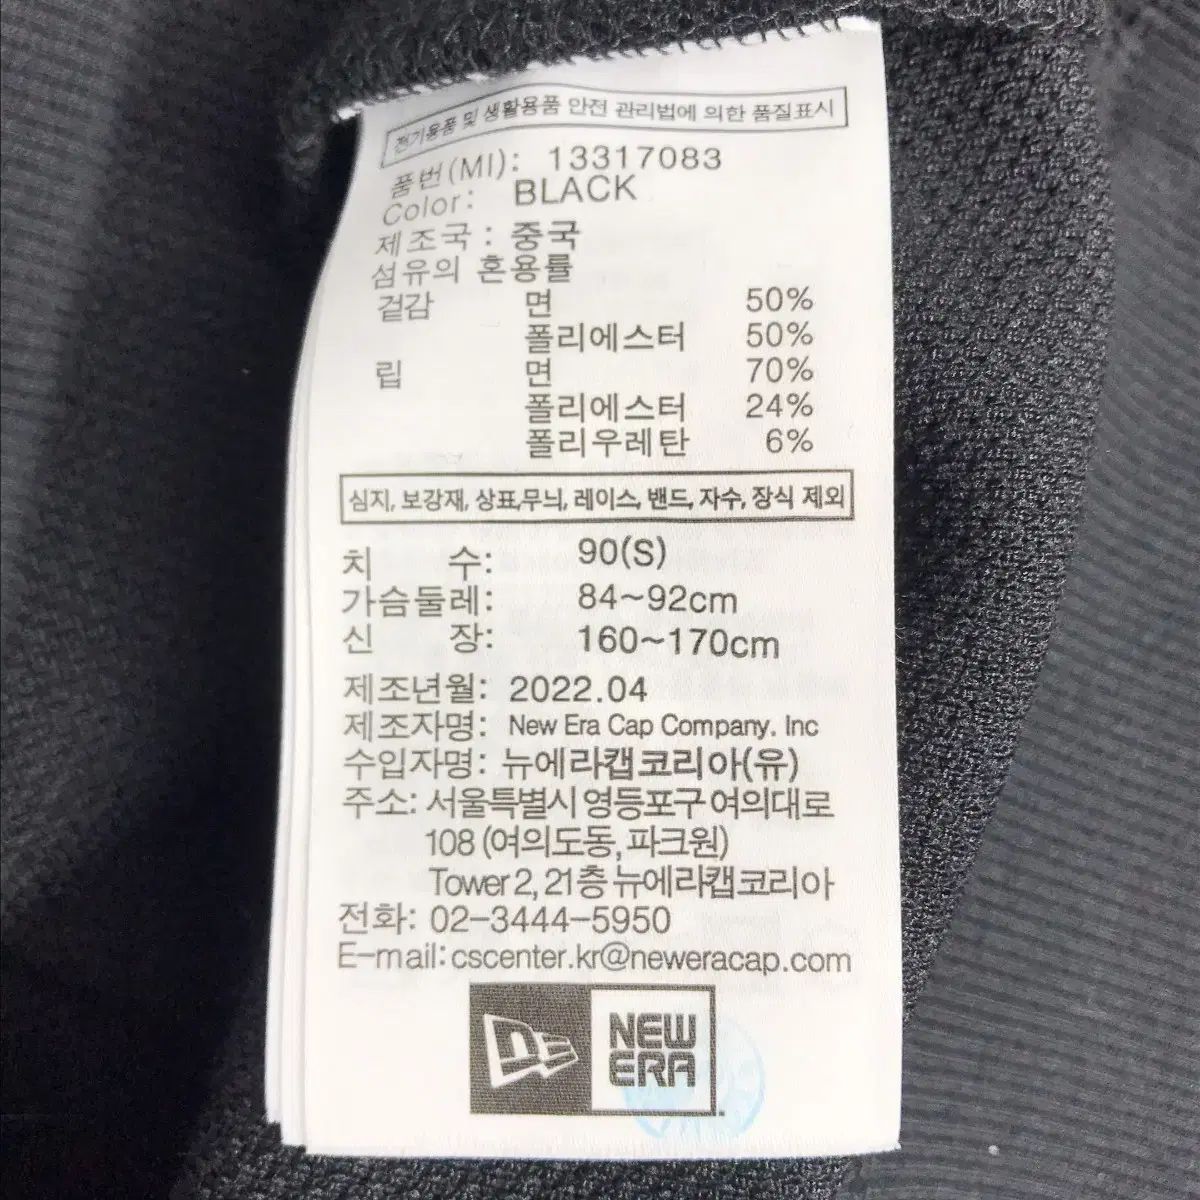 전기용품 및 생활용품 안전 관리법에 의한 품질표시
품번(MI): 13317083
Color: BLACK
제조국 : 중국
섬유의 혼용률
겉감 면 50%
폴리에스터 50%
립 면 70%
폴리에스터 24%
폴리우레탄 6%
심지, 보강재, 상표,무늬, 레이스, 밴드, 자수, 장식 제외
치 수: 90(S)
가슴둘레: 84~92cm
신 장: 160~170cm
제조년월: 2022.04
제조자명: New Era Cap Company. Inc
수입자명: 뉴에라캡코리아(유)
주소: 서울특별시 영등포구 여의대로
108 (여의도동, 파크원)
Tower 2, 21층 뉴에라캡코리아
전화: 02-3444-5950
E-mail: cscenter.kr@neweracap.com
NE NEW
ERA